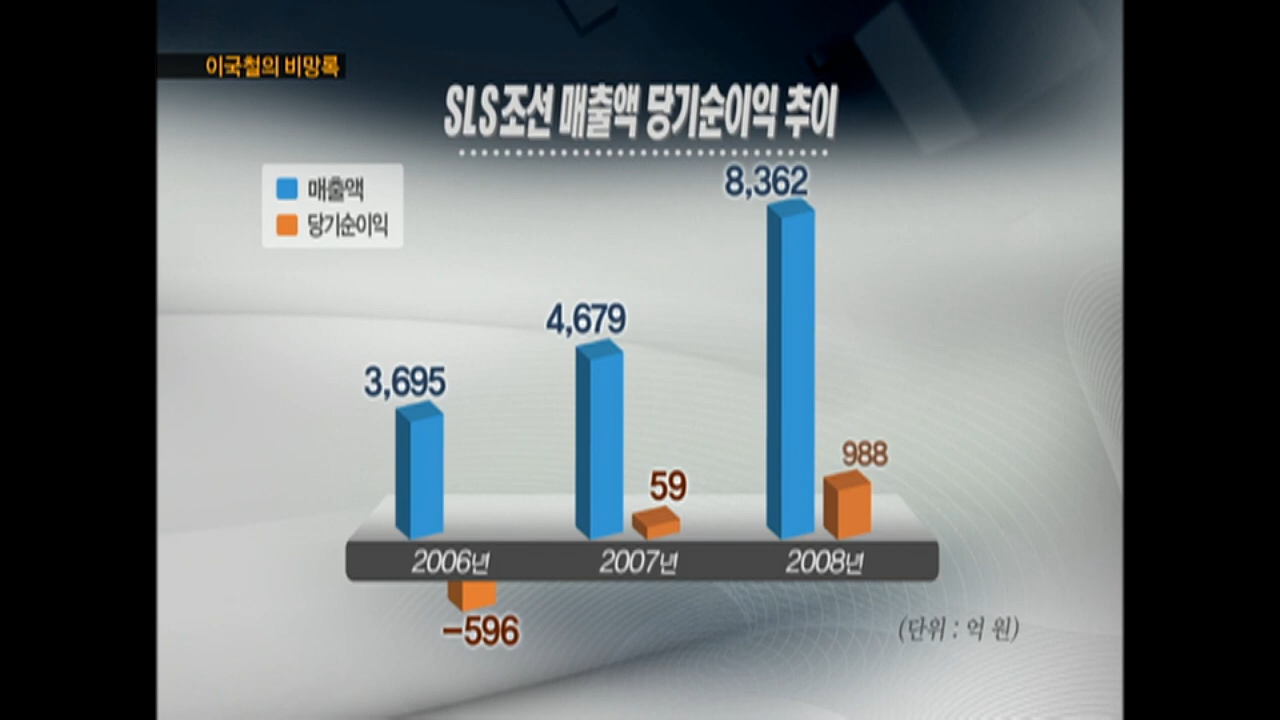 이국철의 비망록
SLS조선 매출액 당기순이익 추이
매출액
당기순이익
3,695
4,679
8,362
59
988
2006년
2007년
2008년
-596
(단위 : 억 원)